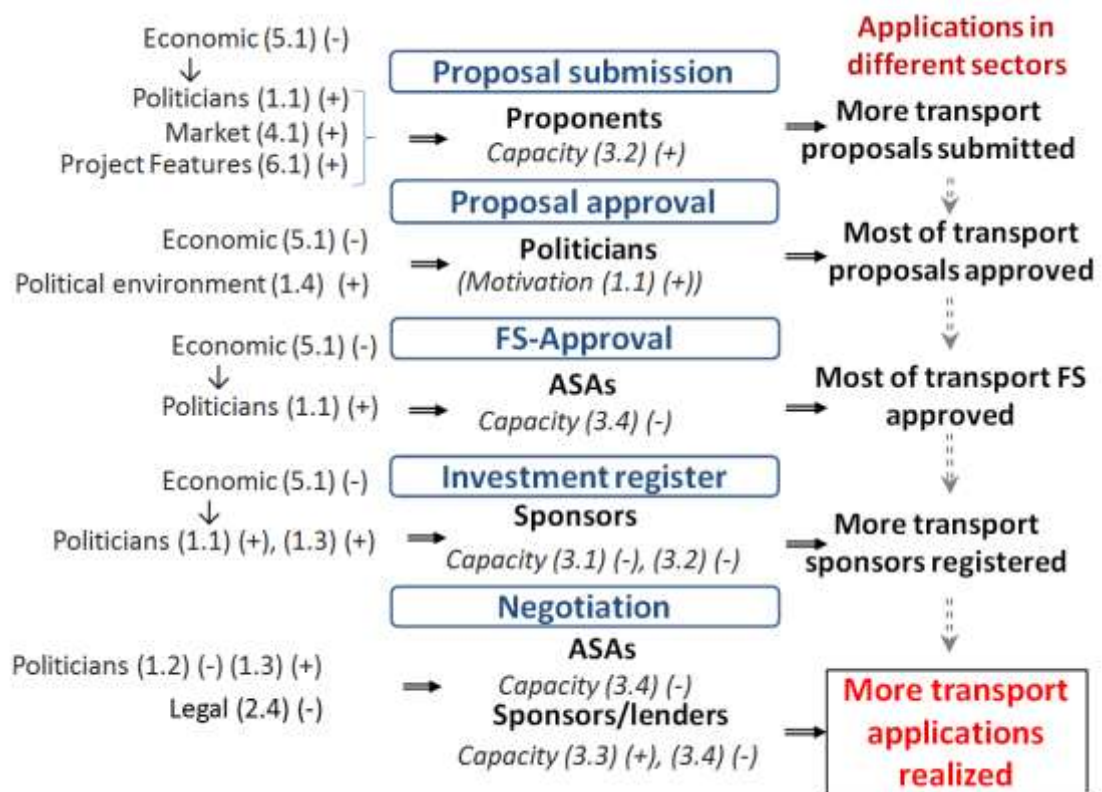 Applications in
different sectors
Economic (5.1) (-)
Politicians (1.1) (+)
Market (4.1) (+)
Project Features (6.1) (+)
Proposal submission
Proponents
Capacity (3.2) (+)
More transport
proposals submitted
Economic (5.1) (-)
Political environment (1.4) (+)
Proposal approval
Politicians
(Motivation (1.1) (+))
Most of transport
proposals approved
Economic (5.1) (-)
Politicians (1.1) (+)
FS-Approval
ASAs
Capacity (3.4) (-)
Most of transport FS
approved
Economic (5.1) (-)
Politicians (1.1) (+), (1.3) (+)
Investment register
Sponsors
Capacity (3.1) (-), (3.2) (-)
More transport
sponsors registered
Politicians (1.2) (-) (1.3) (+)
Legal (2.4) (-)
Negotiation
ASAs
Capacity (3.4) (-)
Sponsors/lenders
Capacity (3.3) (+), (3.4) (-)
More transport
applications
realized